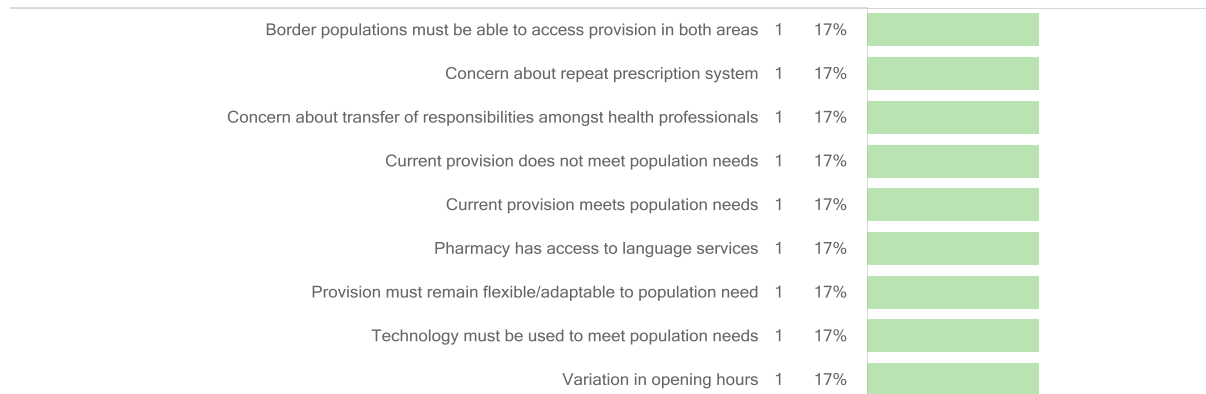 Border populations must be able to access provision in both areas 1 17%
Concern about repeat prescription system 1 17%
Concern about transfer of responsibilities amongst health professionals 1 17%
Current provision does not meet population needs 1 17%
Current provision meets population needs 1 17%
Pharmacy has access to language services 1 17%
Provision must remain flexible/adaptable to population need 1 17%
Technology must be used to meet population needs 1 17%
Variation in opening hours 1 17%